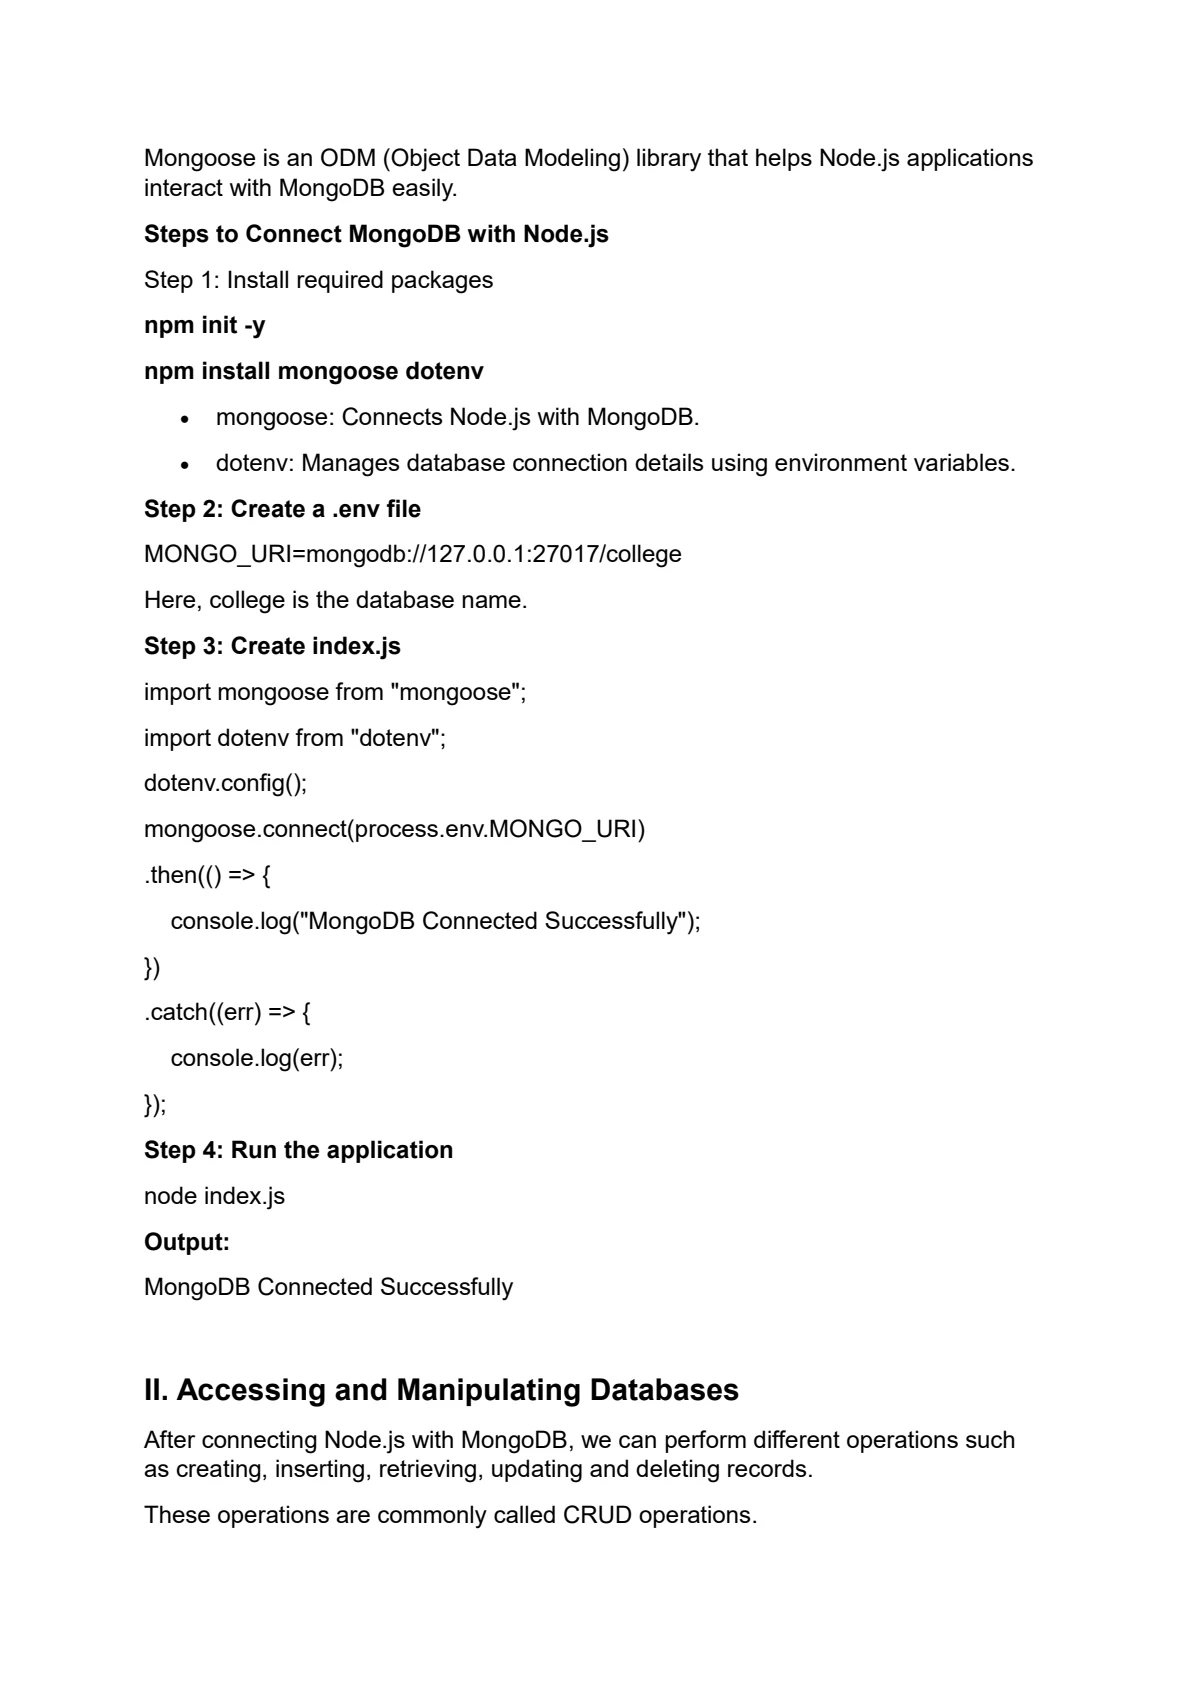 Mongoose is an ODM (Object Data Modeling) library that helps Node.js applications
interact with MongoDB easily.
Steps to Connect MongoDB with Node.js
Step 1: Install required packages
npm init -y
npm install mongoose dotenv
• mongoose: Connects Node.js with MongoDB.
• dotenv: Manages database connection details using environment variables.
Step 2: Create a .env file
MONGO_URI=mongodb://127.0.0.1:27017/college
Here, college is the database name.
Step 3: Create index.js
import mongoose from "mongoose";
import dotenv from "dotenv";
dotenv.config();
mongoose.connect(process.env.MONGO_URI)
.then(() => {
    console.log("MongoDB Connected Successfully");
})
.catch((err) => {
    console.log(err);
});
Step 4: Run the application
node index.js
Output:
MongoDB Connected Successfully
II. Accessing and Manipulating Databases
After connecting Node.js with MongoDB, we can perform different operations such
as creating, inserting, retrieving, updating and deleting records.
These operations are commonly called CRUD operations.